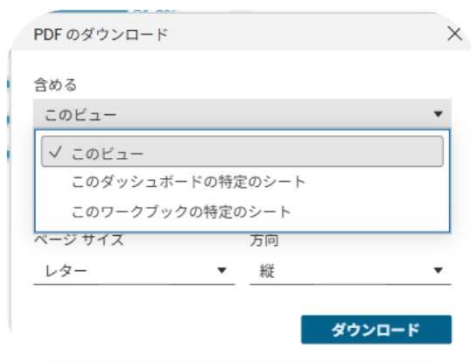 PDF のダウンロード
含める
このビュー
このビュー
このダッシュボードの特定のシート
このワークブックの特定のシート
ページ サイズ 方向
レター 縦
ダウンロード